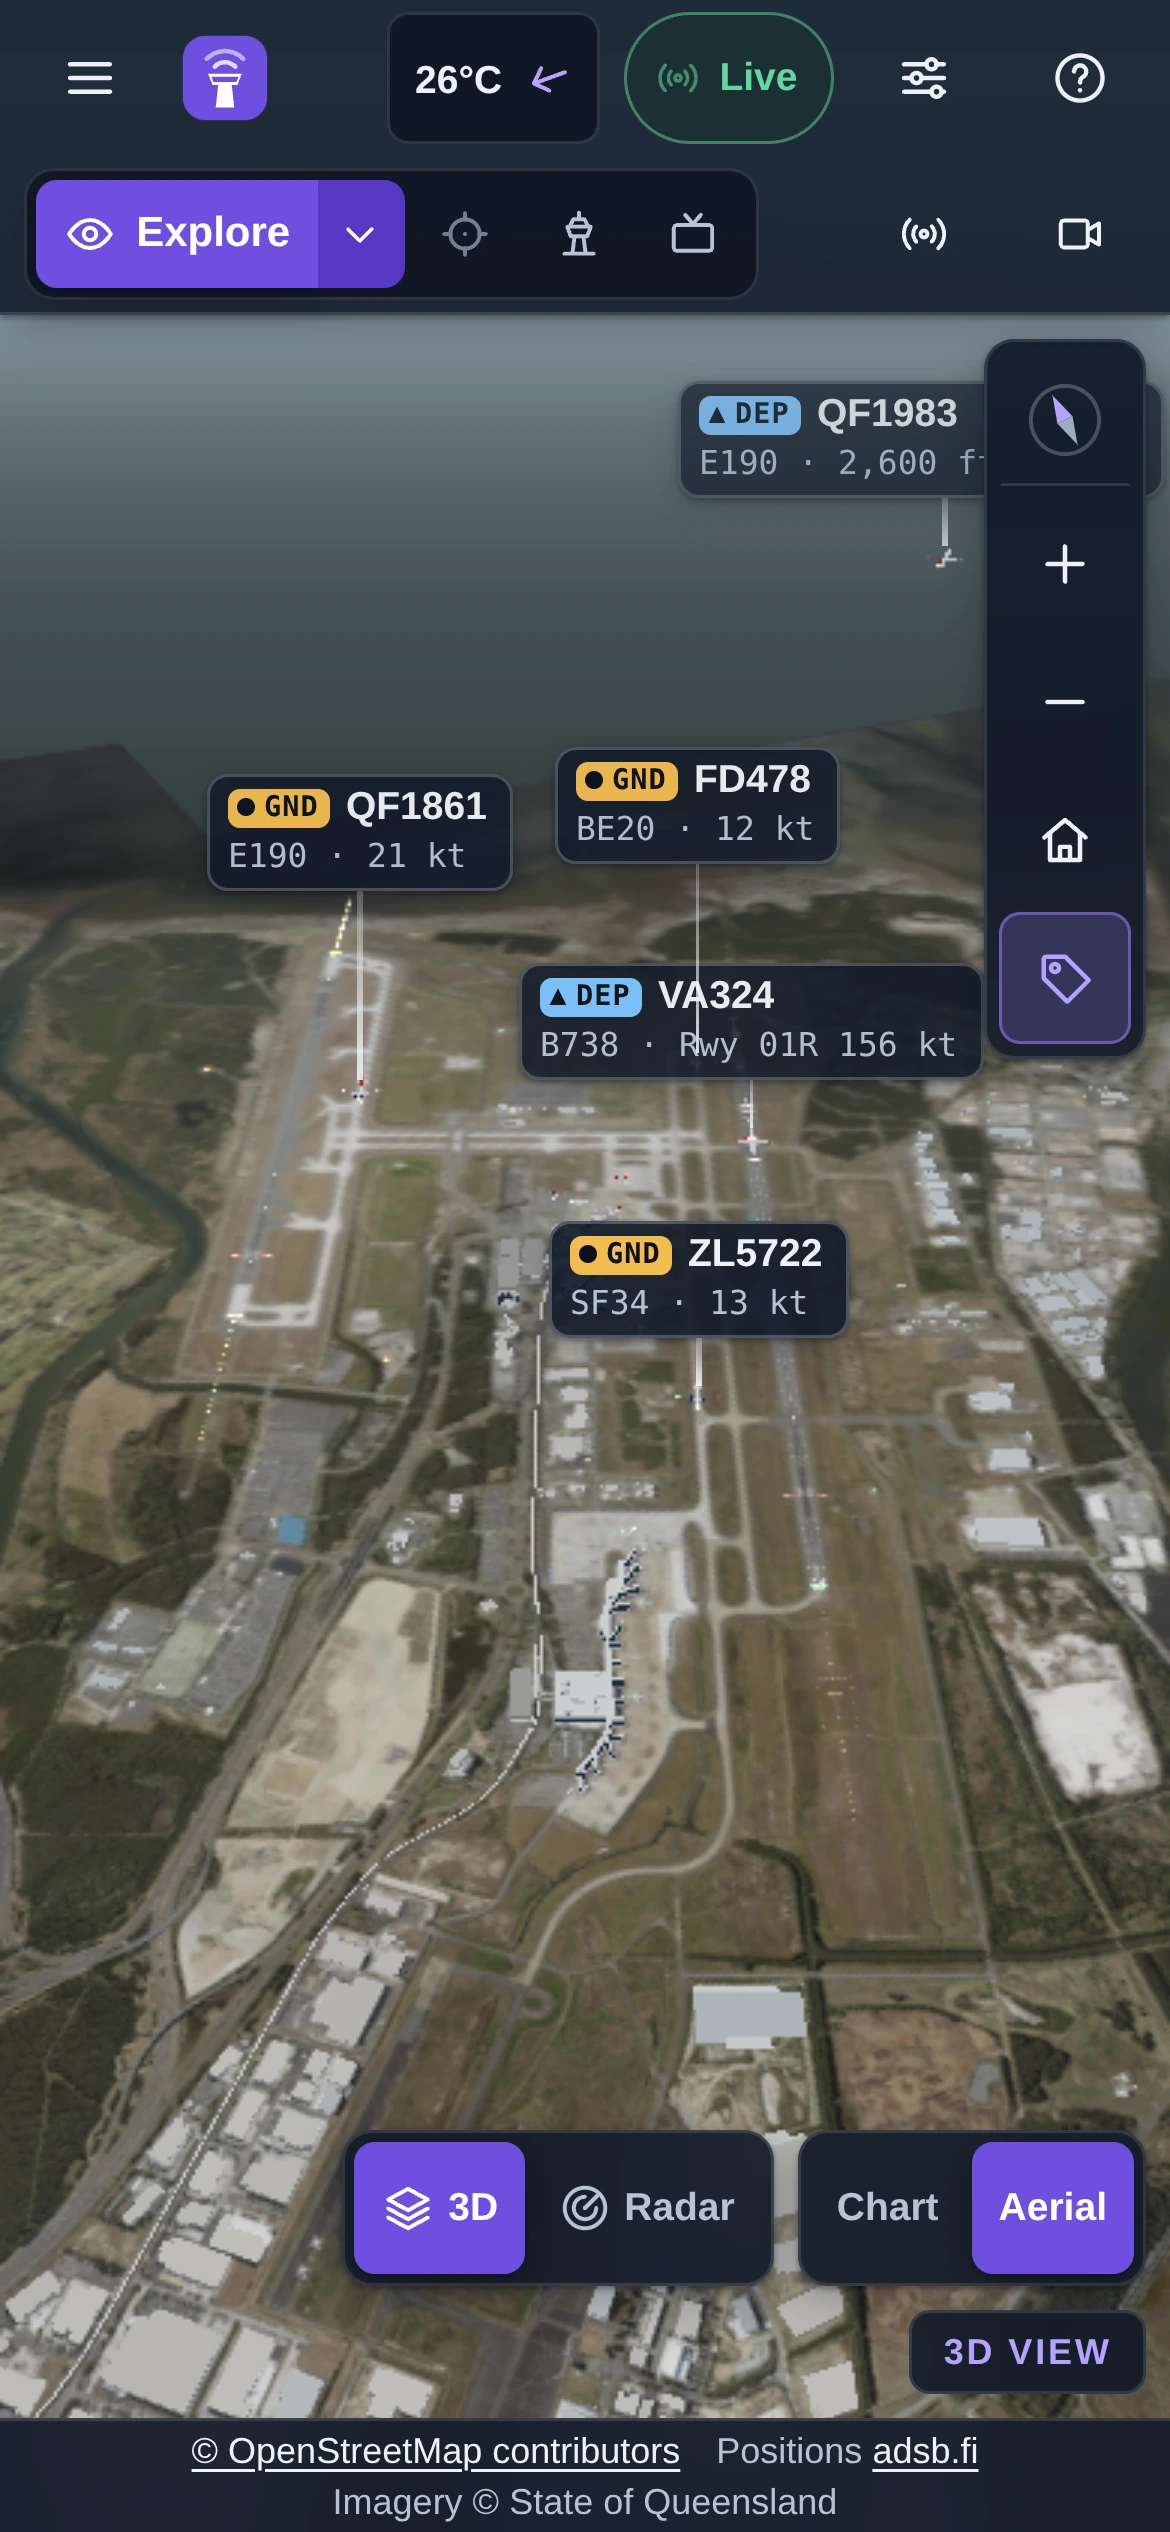 26°C
Live
Explore
DEP QF1983
E190 · 2,600 ft
GND FD478
BE20 · 12 kt
GND QF1861
E190 · 21 kt
DEP VA324
B738 · Rwy 01R 156 kt
GND ZL5722
SF34 · 13 kt
3D Radar Chart Aerial
3D VIEW
© OpenStreetMap contributors Positions adsb.fi
Imagery © State of Queensland